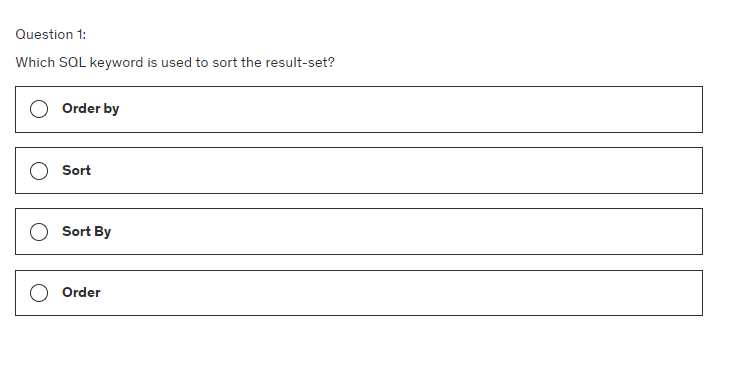 Question 1:
Which SQL keyword is used to sort the result-set?
Order by
Sort
Sort By
Order